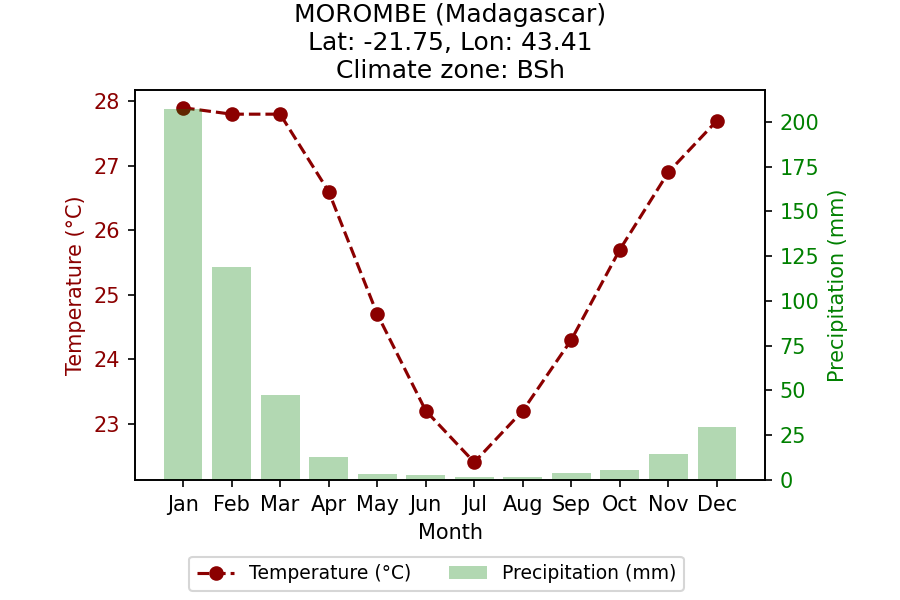 MOROMBE (Madagascar)
Lat: -21.75, Lon: 43.41
Climate zone: BSh
Temperature (°C)
28
27
26
25
24
23
200
175
150
125
100
75
50
25
0
Precipitation (mm)
Jan Feb Mar Apr May Jun Jul Aug Sep Oct Nov Dec
Month
Temperature (°C) Precipitation (mm)